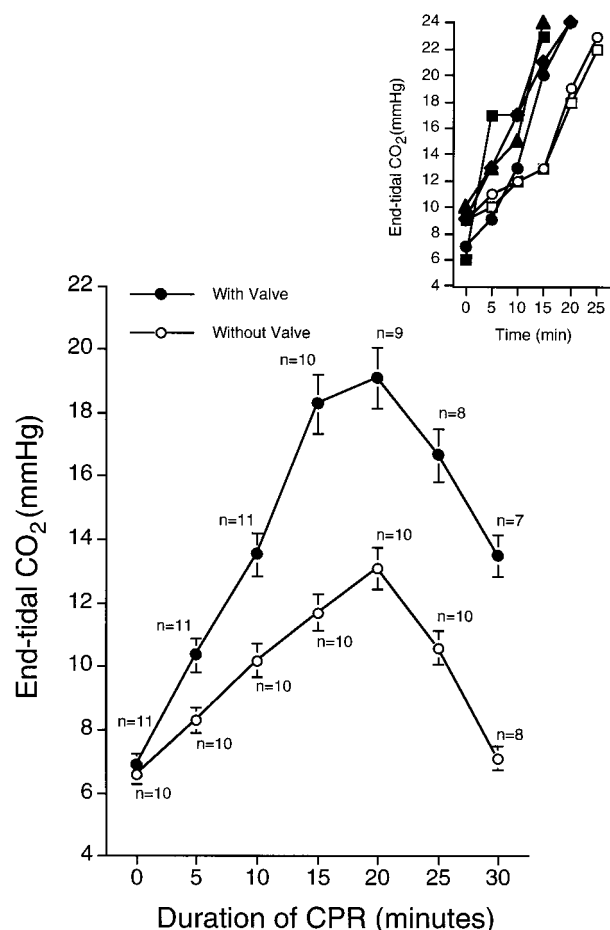 24
22
20
18
16
14
12
10
8
6
4
End-tidal CO2(mmHg)
0 5 10 15 20 25
Time (min)
22
20
18
16
14
12
10
8
6
4
End-tidal CO2 (mmHg)
With Valve
Without Valve
n=9
n=10
n=8
n=11
n=7
n=10
n=11
n=10
n=10
n=11
n=10
n=10
n=8
n=10
0 5 10 15 20 25 30
Duration of CPR (minutes)